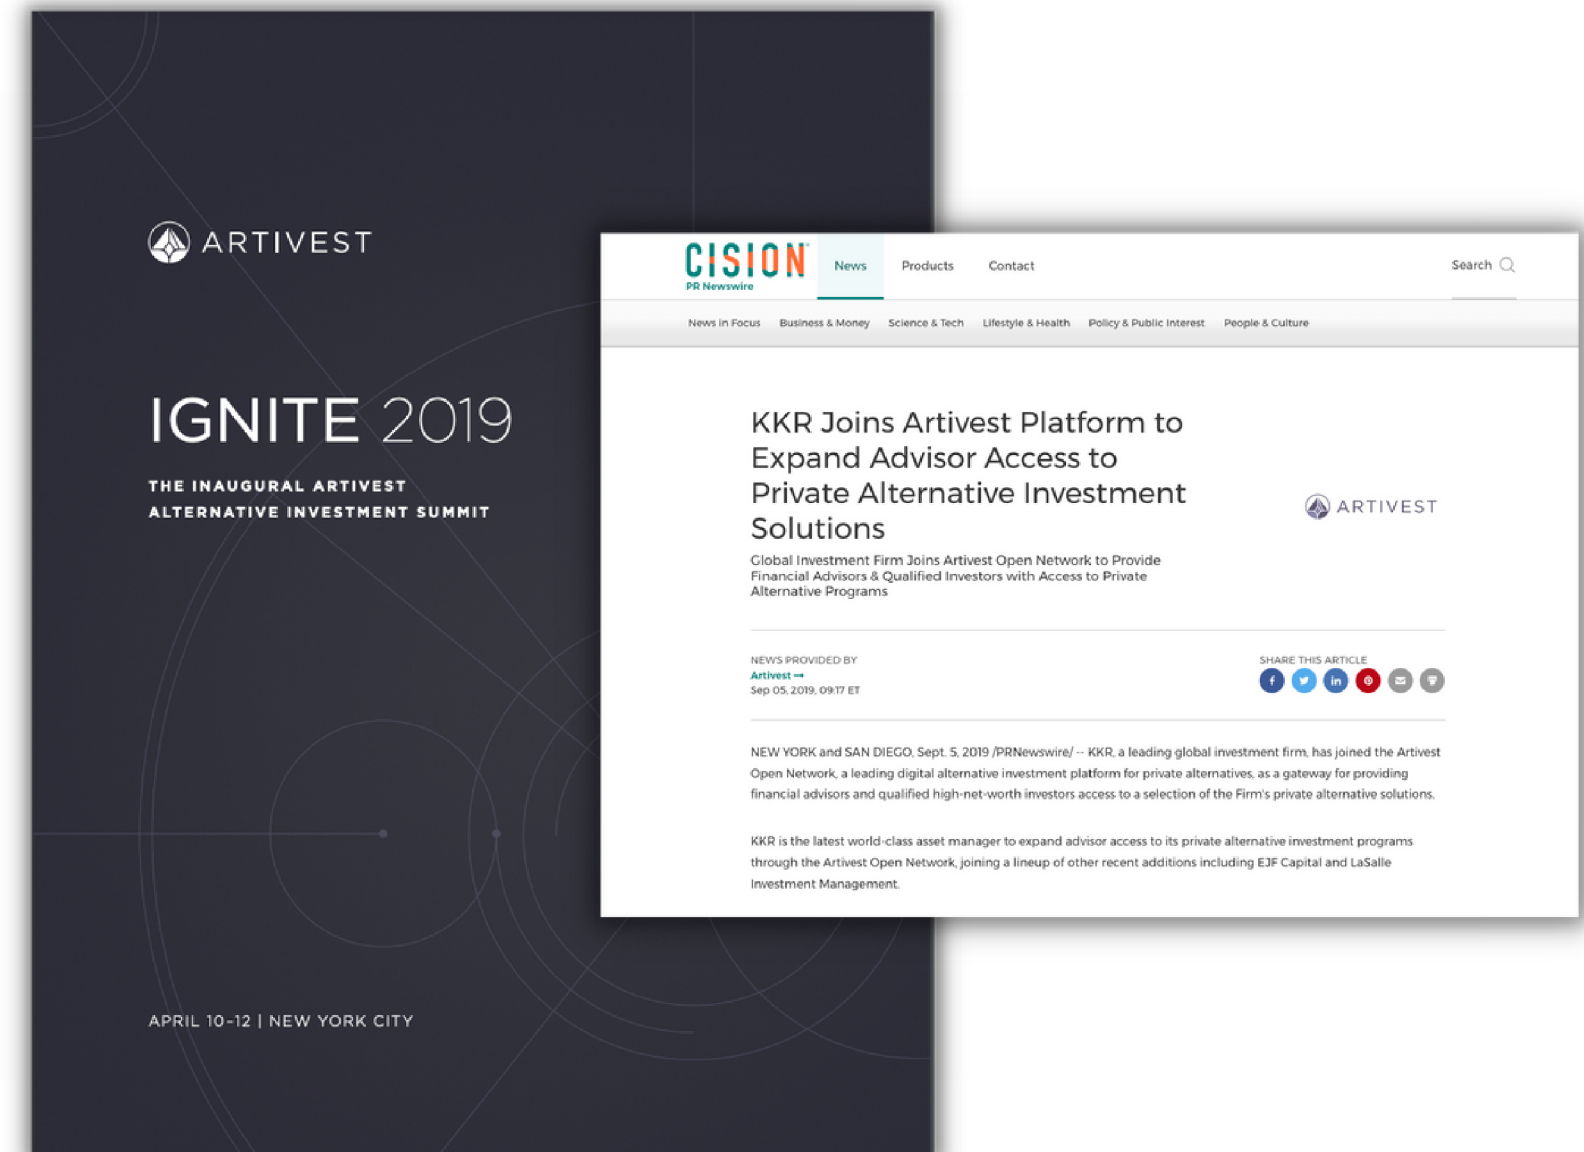 ARTIVEST
IGNITE 2019
THE INAUGURAL ARTIVEST
ALTERNATIVE INVESTMENT SUMMIT
APRIL 10-12 | NEW YORK CITY
CISION®
PR Newswire
News Products Contact Search
News in Focus Business & Money Science & Tech Lifestyle & Health Policy & Public Interest People & Culture
KKR Joins Artivest Platform to
Expand Advisor Access to
Private Alternative Investment
Solutions
ARTIVEST
Global Investment Firm Joins Artivest Open Network to Provide
Financial Advisors & Qualified Investors with Access to Private
Alternative Programs
NEWS PROVIDED BY
Artivest →
Sep 05, 2019, 09:17 ET
SHARE THIS ARTICLE
NEW YORK and SAN DIEGO, Sept. 5, 2019 /PRNewswire/ -- KKR, a leading global investment firm, has joined the Artivest
Open Network, a leading digital alternative investment platform for private alternatives, as a gateway for providing
financial advisors and qualified high-net-worth investors access to a selection of the Firm's private alternative solutions.
KKR is the latest world-class asset manager to expand advisor access to its private alternative investment programs
through the Artivest Open Network, joining a lineup of other recent additions including EJF Capital and LaSalle
Investment Management.